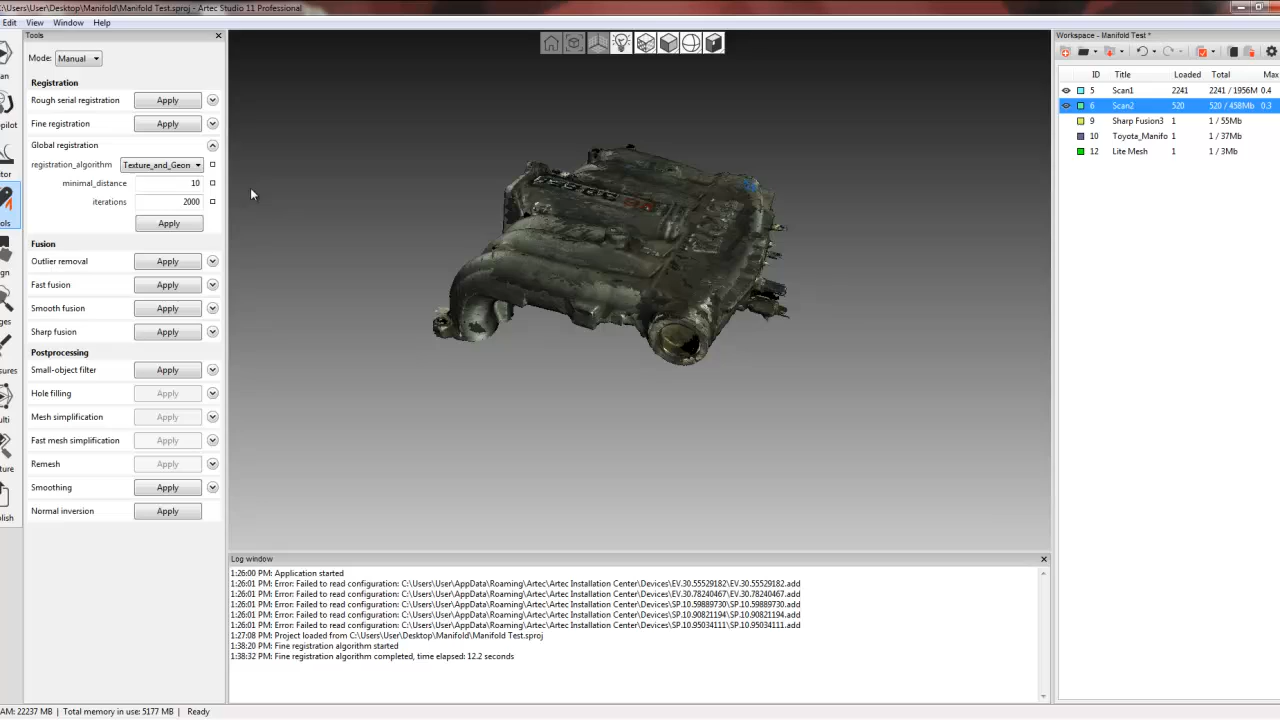 C:\Users\User\Desktop\Manifold\Manifold Test.sproj - Artec Studio 11 Professional
Edit View Window Help
Tools
Mode: Manual
Registration
Rough serial registration Apply
Fine registration Apply
Global registration
registration_algorithm Texture_and_Geon
minimal_distance 10
iterations 2000
Apply
Fusion
Outlier removal Apply
Fast fusion Apply
Smooth fusion Apply
Sharp fusion Apply
Postprocessing
Small-object filter Apply
Hole filling Apply
Mesh simplification Apply
Fast mesh simplification Apply
Remesh Apply
Smoothing Apply
Normal inversion Apply
Log window
1:26:00 PM: Application started
1:26:01 PM: Error: Failed to read configuration: C:\Users\User\AppData\Roaming\Artec\Artec Installation Center\Devices\EV.30.55529182\EV.30.55529182.add
1:26:01 PM: Error: Failed to read configuration: C:\Users\User\AppData\Roaming\Artec\Artec Installation Center\Devices\EV.30.78240467\EV.30.78240467.add
1:26:01 PM: Error: Failed to read configuration: C:\Users\User\AppData\Roaming\Artec\Artec Installation Center\Devices\SP.10.59889730\SP.10.59889730.add
1:26:01 PM: Error: Failed to read configuration: C:\Users\User\AppData\Roaming\Artec\Artec Installation Center\Devices\SP.10.90821194\SP.10.90821194.add
1:26:01 PM: Error: Failed to read configuration: C:\Users\User\AppData\Roaming\Artec\Artec Installation Center\Devices\SP.10.95034111\SP.10.95034111.add
1:27:08 PM: Project loaded from C:\Users\User\Desktop\Manifold\Manifold Test.sproj
1:38:20 PM: Fine registration algorithm started
1:38:32 PM: Fine registration algorithm completed, time elapsed: 12.2 seconds
Workspace - Manifold Test *
ID Title Loaded Total Max
5 Scan1 2241 2241 / 1956M 0.4
6 Scan2 520 520 / 458Mb 0.3
9 Sharp Fusion3 1 1 / 55Mb
10 Toyota_Manifo 1 1 / 37Mb
12 Lite Mesh 1 1 / 3Mb
AM: 22237 MB | Total memory in use: 5177 MB | Ready